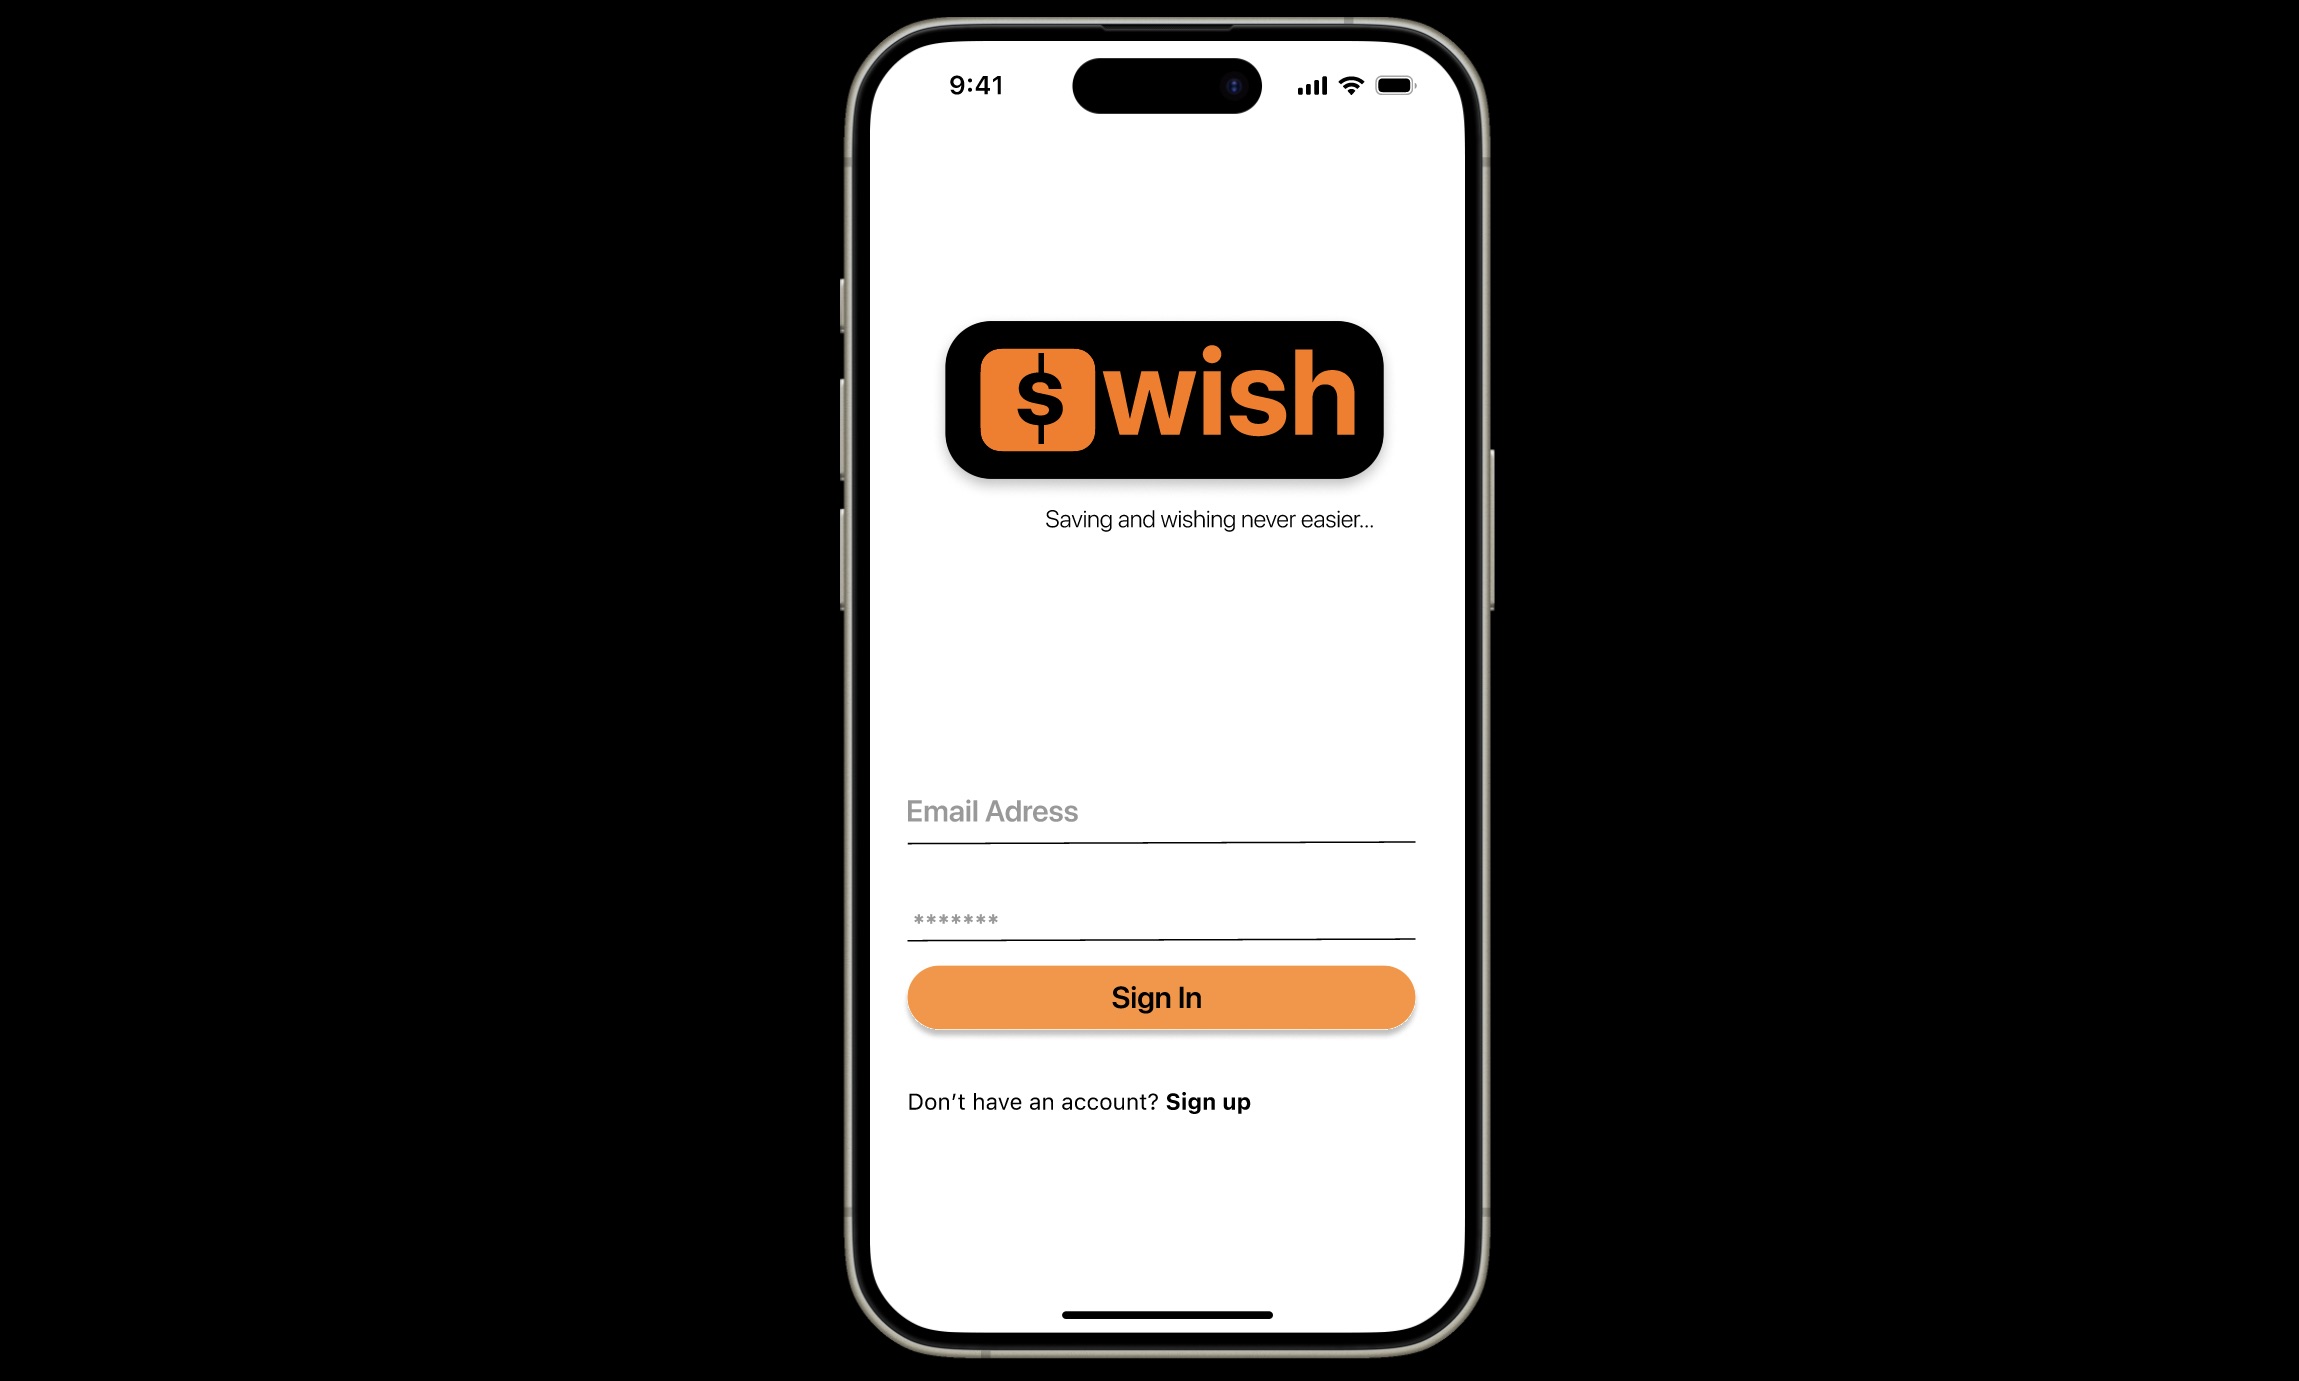 9:41
$wish
Saving and wishing never easier...
Email Adress
*******
Sign In
Don't have an account? Sign up